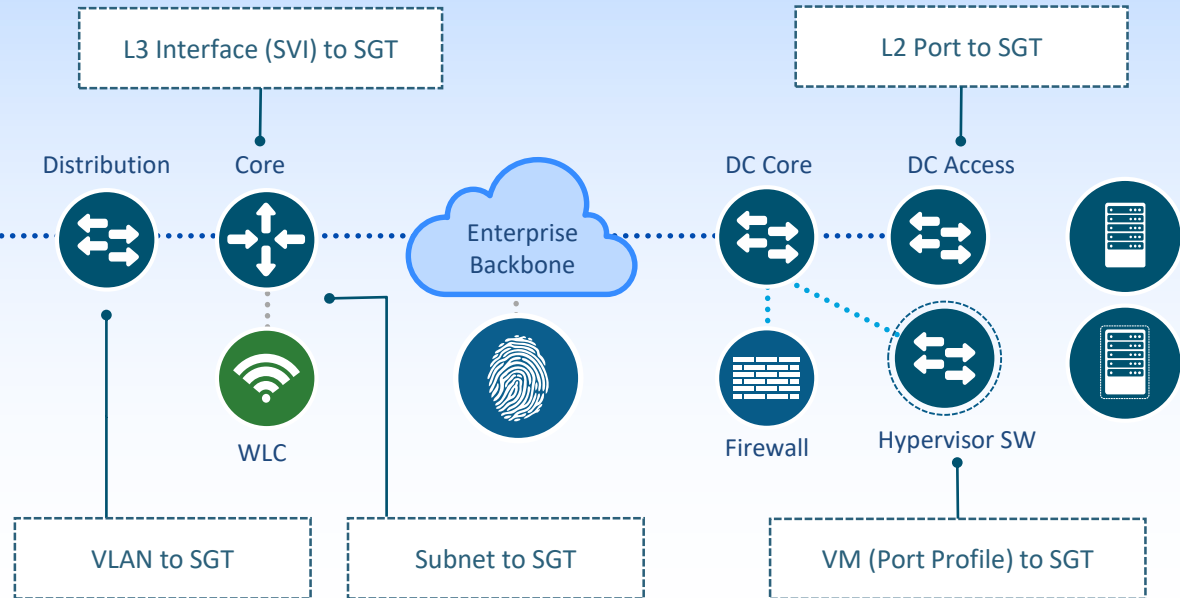 L3 Interface (SVI) to SGT
L2 Port to SGT
Distribution
Core
DC Core
DC Access
Enterprise
Backbone
WLC
Firewall
Hypervisor SW
VLAN to SGT
Subnet to SGT
VM (Port Profile) to SGT